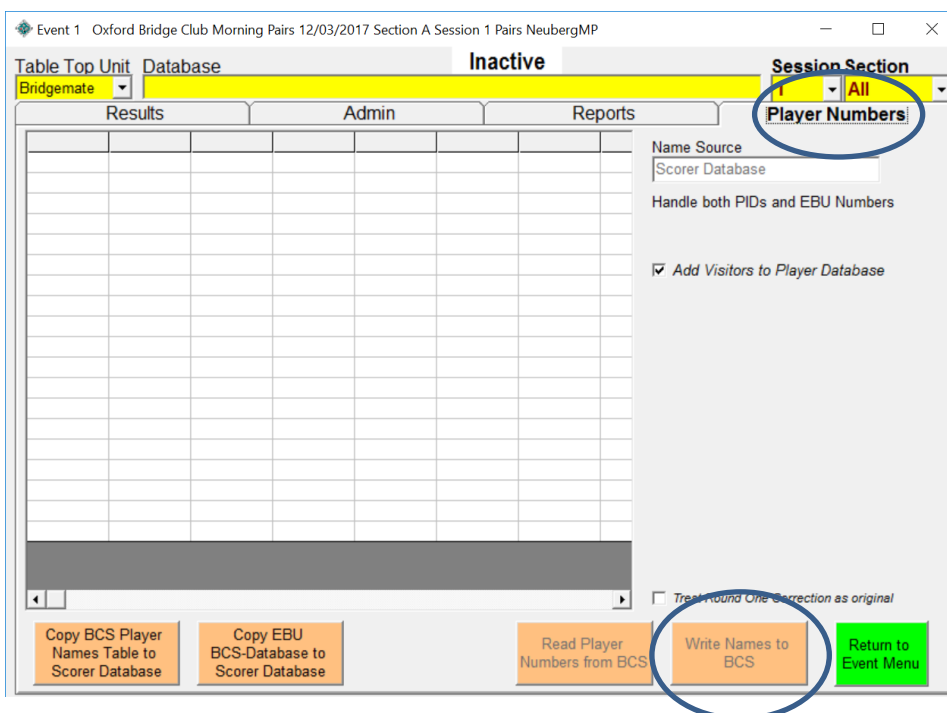 Event 1 Oxford Bridge Club Morning Pairs 12/03/2017 Section A Session 1 Pairs NeubergMP
Table Top Unit Database Inactive Session Section
Bridgemate 1 All
Results Admin Reports Player Numbers
Name Source
Scorer Database
Handle both PIDs and EBU Numbers
Add Visitors to Player Database
Treat Round One Correction as original
Copy BCS Player
Names Table to
Scorer Database
Copy EBU
BCS-Database to
Scorer Database
Read Player
Numbers from BCS
Write Names to
BCS
Return to
Event Menu